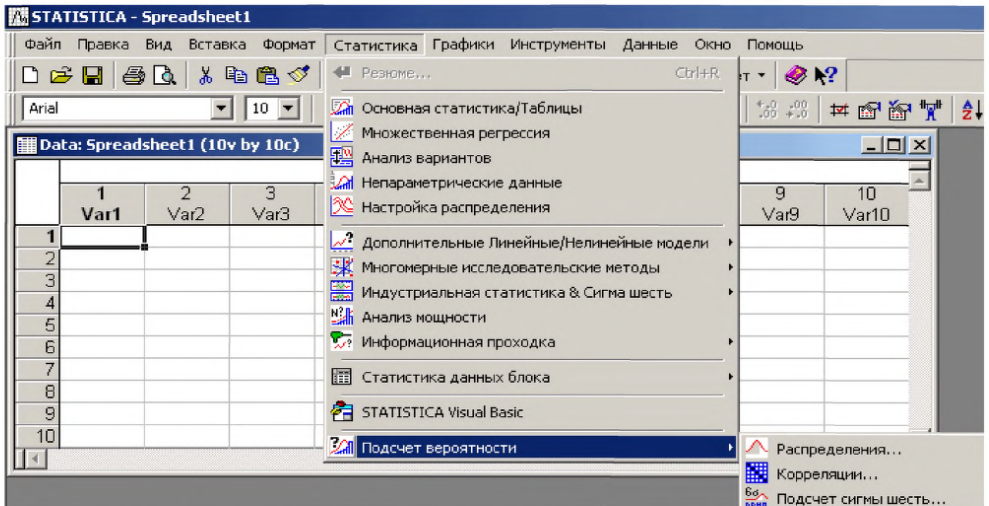 STATISTICA - Spreadsheet1
Файл Правка Вид Вставка Формат Статистика Графики Инструменты Данные Окно Помощь
Резюме... Ctrl+R
Arial 10
Основная статистика/Таблицы
Множественная регрессия
Data: Spreadsheet1 (10v by 10c)
Анализ вариантов
Непараметрические данные
Настройка распределения
1 2 3 9 10
Var1 Var2 Var3 Var9 Var10
1
2
3
4
5
6
7
8
9
10
Дополнительные Линейные/Нелинейные модели
Многомерные исследовательские методы
Индустриальная статистика & Сигма шесть
Анализ мощности
Информационная проходка
Статистика данных блока
STATISTICA Visual Basic
Подсчет вероятности
Распределения...
Корреляции...
Подсчет сигмы шесть...